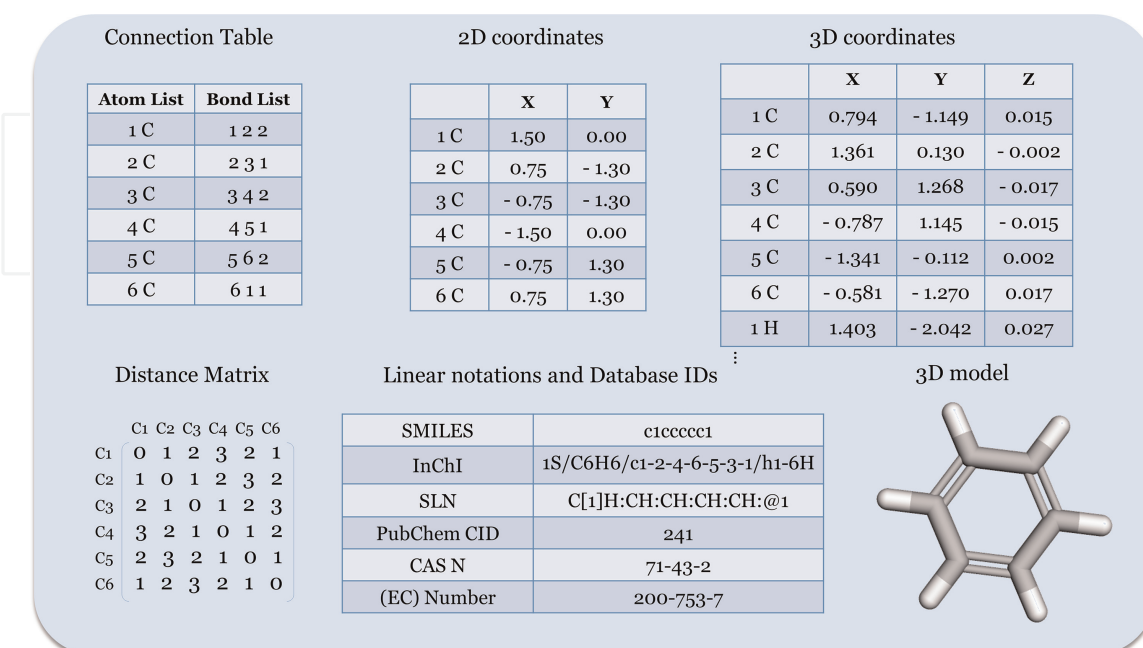 Connection Table
Atom List Bond List
1 C 1 2 2
2 C 2 3 1
3 C 3 4 2
4 C 4 5 1
5 C 5 6 2
6 C 6 1 1
2D coordinates
X Y
1 C 1.50 0.00
2 C 0.75 - 1.30
3 C - 0.75 - 1.30
4 C - 1.50 0.00
5 C - 0.75 1.30
6 C 0.75 1.30
3D coordinates
X Y Z
1 C 0.794 - 1.149 0.015
2 C 1.361 0.130 - 0.002
3 C 0.590 1.268 - 0.017
4 C - 0.787 1.145 - 0.015
5 C - 1.341 - 0.112 0.002
6 C - 0.581 - 1.270 0.017
1 H 1.403 - 2.042 0.027
⋮
Distance Matrix
C1 C2 C3 C4 C5 C6
C1 0 1 2 3 2 1
C2 1 0 1 2 3 2
C3 2 1 0 1 2 3
C4 3 2 1 0 1 2
C5 2 3 2 1 0 1
C6 1 2 3 2 1 0
Linear notations and Database IDs
SMILES c1ccccc1
InChI 1S/C6H6/c1-2-4-6-5-3-1/h1-6H
SLN C[1]H:CH:CH:CH:CH:@1
PubChem CID 241
CAS N 71-43-2
(EC) Number 200-753-7
3D model